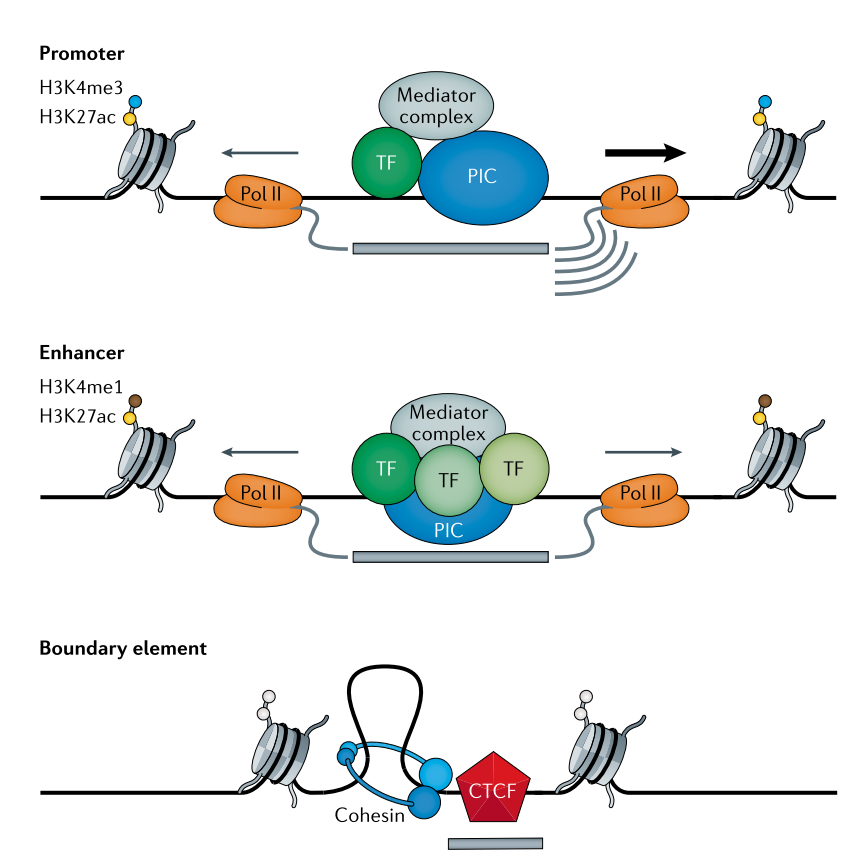 Promoter
H3K4me3
H3K27ac
Mediator
complex
TF
PIC
Pol II
Pol II
Enhancer
H3K4me1
H3K27ac
Mediator
complex
TF
TF
TF
PIC
Pol II
Pol II
Boundary element
Cohesin
CTCF